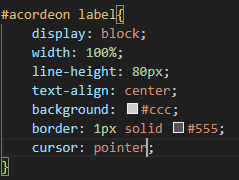 #acordeon label{
display: block;
width: 100%;
line-height: 80px;
text-align: center;
background: #ccc;
border: 1px solid #555;
cursor: pointer;
}